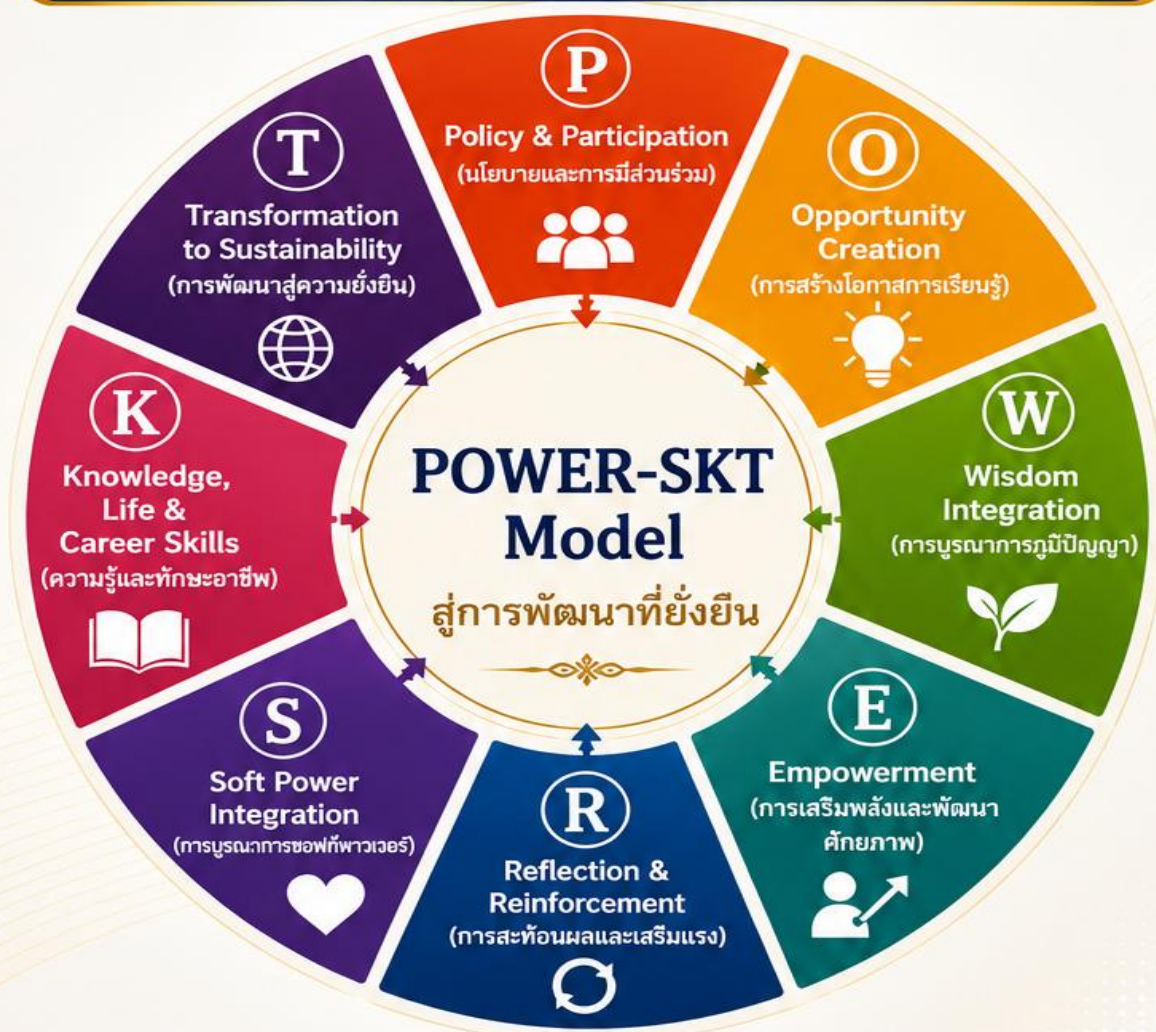 P
Policy & Participation
(นโยบายและการมีส่วนร่วม)
O
Opportunity
Creation
(การสร้างโอกาสการเรียนรู้)
W
Wisdom
Integration
(การบูรณาการภูมิปัญญา)
E
Empowerment
(การเสริมพลังและพัฒนา
ศักยภาพ)
R
Reflection &
Reinforcement
(การสะท้อนผลและเสริมแรง)
S
Soft Power
Integration
(การบูรณาการซอฟท์พาวเวอร์)
K
Knowledge,
Life &
Career Skills
(ความรู้และทักษะอาชีพ)
T
Transformation
to Sustainability
(การพัฒนาสู่ความยั่งยืน)
POWER-SKT
Model
สู่การพัฒนาที่ยั่งยืน